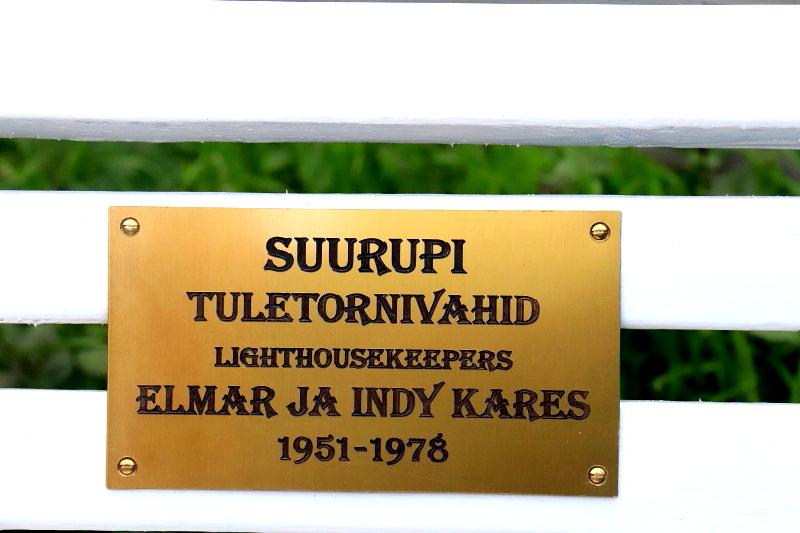 SUURUPI
TULETORNIVAHID
LIGHTHOUSEKEEPERS
ELMAR JA INDY KARES
1951-1978